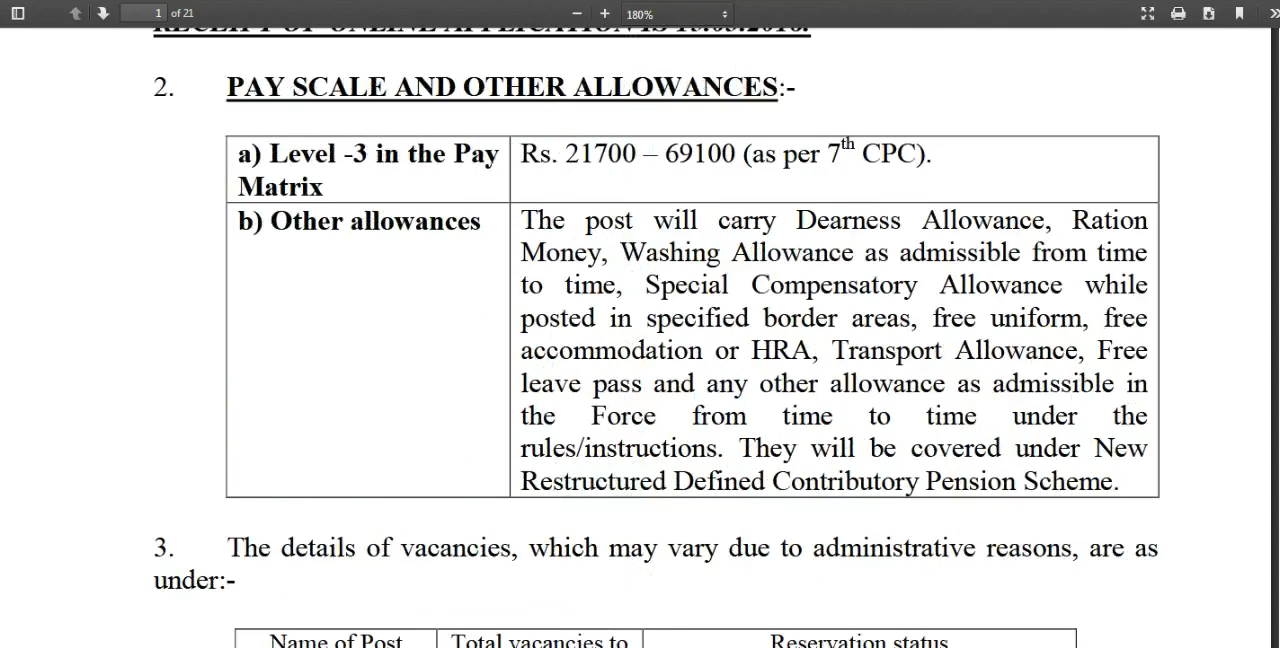 1 of 21
180%
2. PAY SCALE AND OTHER ALLOWANCES:-
a) Level -3 in the Pay Matrix
Rs. 21700 – 69100 (as per 7th CPC).
b) Other allowances
The post will carry Dearness Allowance, Ration
Money, Washing Allowance as admissible from time
to time, Special Compensatory Allowance while
posted in specified border areas, free uniform, free
accommodation or HRA, Transport Allowance, Free
leave pass and any other allowance as admissible in
the Force from time to time under the
rules/instructions. They will be covered under New
Restructured Defined Contributory Pension Scheme.
3. The details of vacancies, which may vary due to administrative reasons, are as
under:-
Name of Post Total vacancies to Reservation status